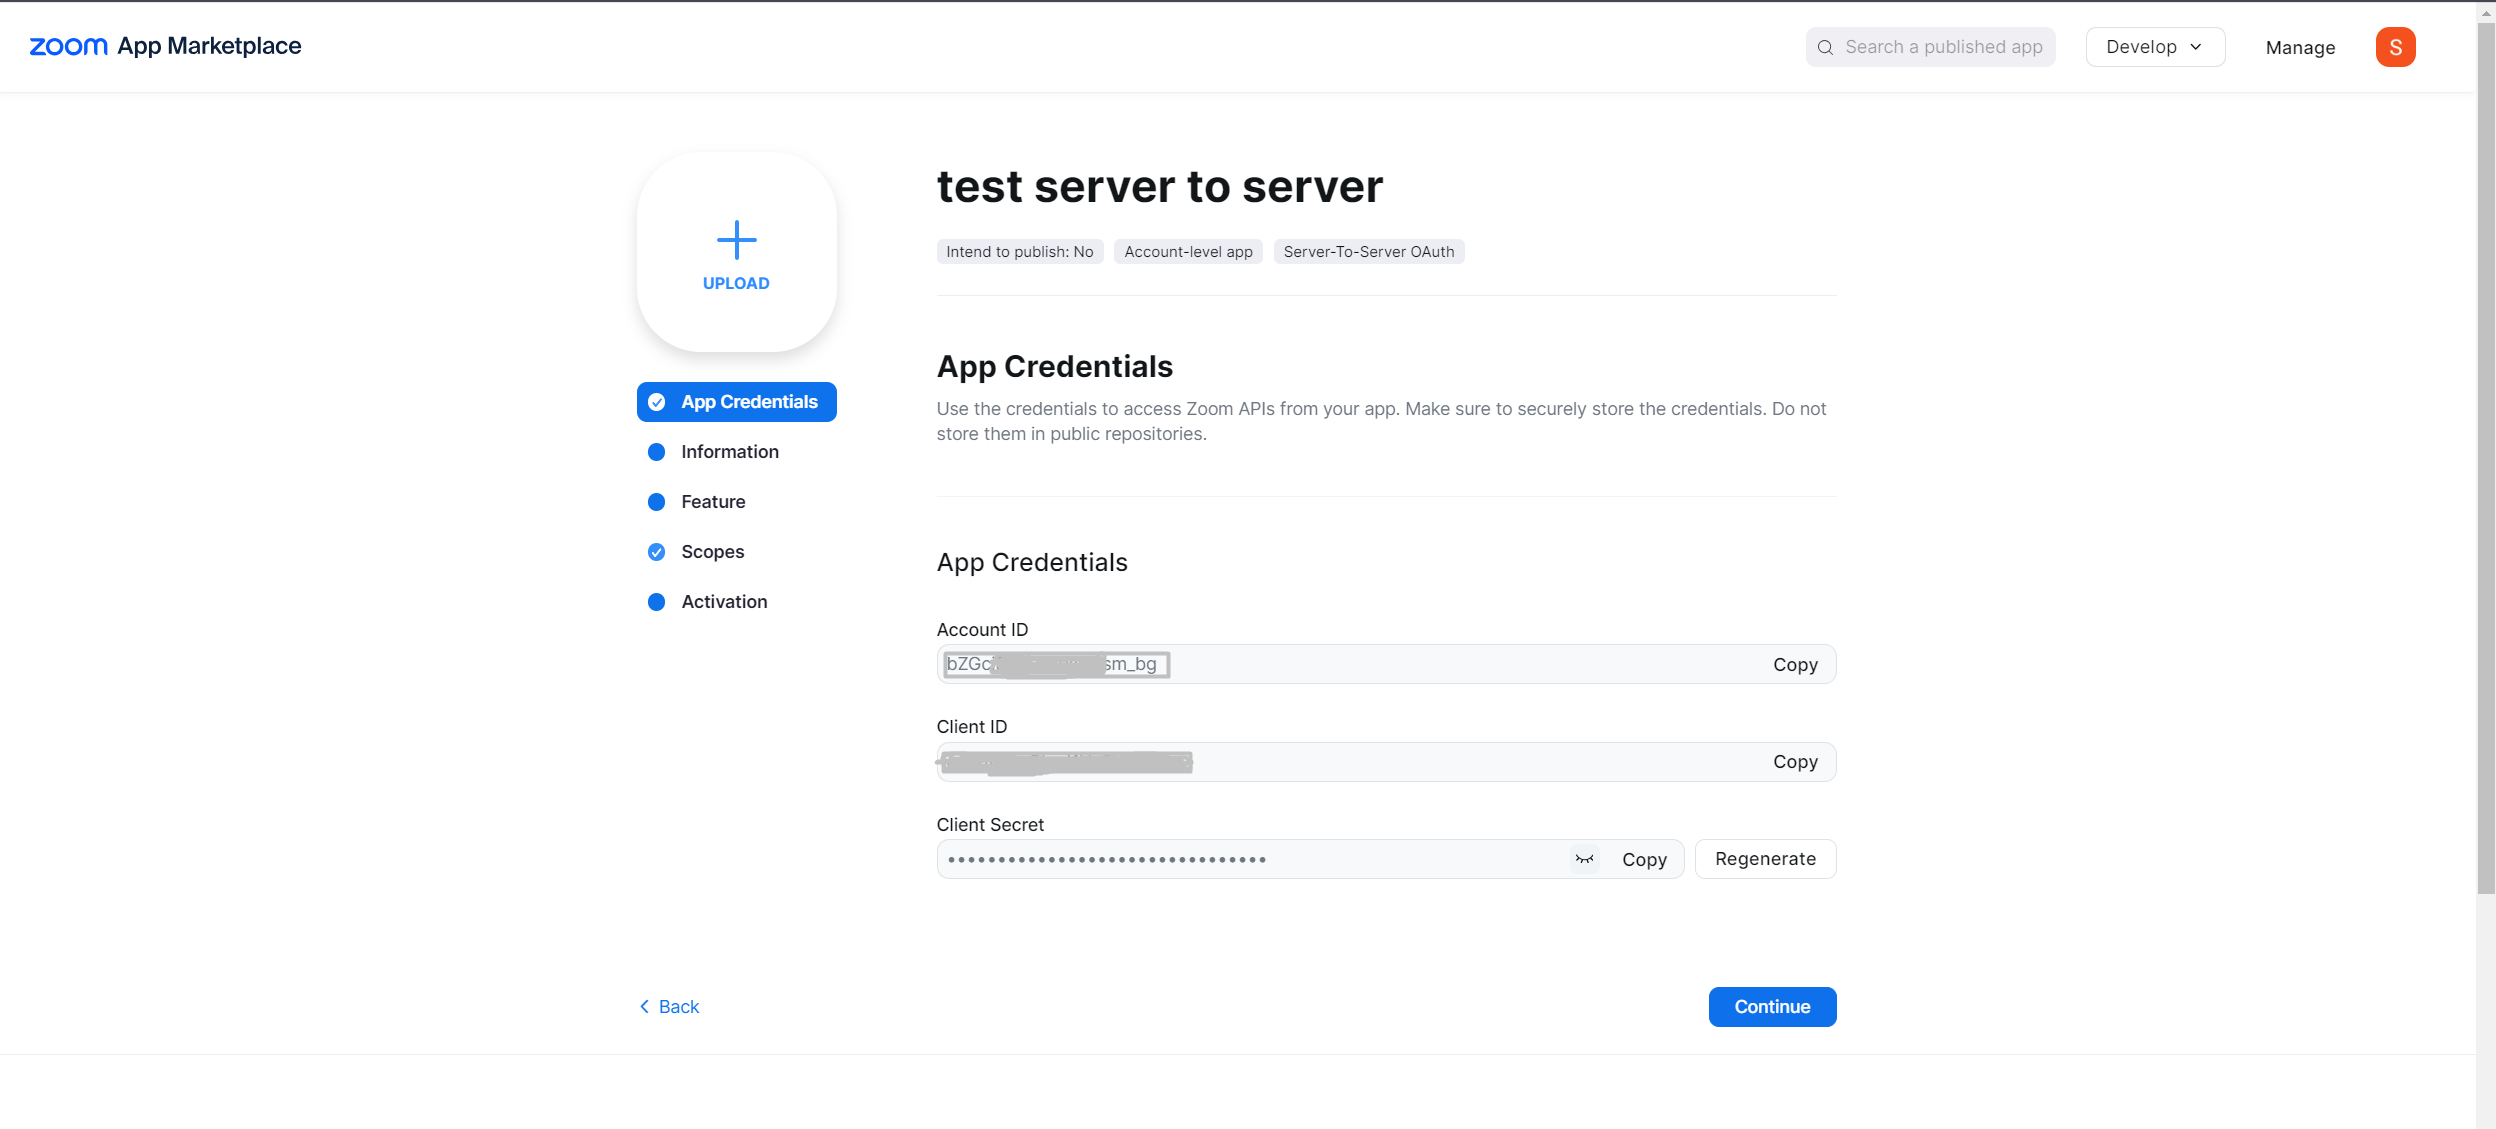 zoom App Marketplace
Search a published app
Develop
Manage
S
UPLOAD
test server to server
Intend to publish: No
Account-level app
Server-To-Server OAuth
App Credentials
Information
Feature
Scopes
Activation
App Credentials
Use the credentials to access Zoom APIs from your app. Make sure to securely store the credentials. Do not
store them in public repositories.
App Credentials
Account ID
bZGc sm_bg
Copy
Client ID
Copy
Client Secret
••••••••••••••••••••••••••••••••
Copy
Regenerate
Back
Continue